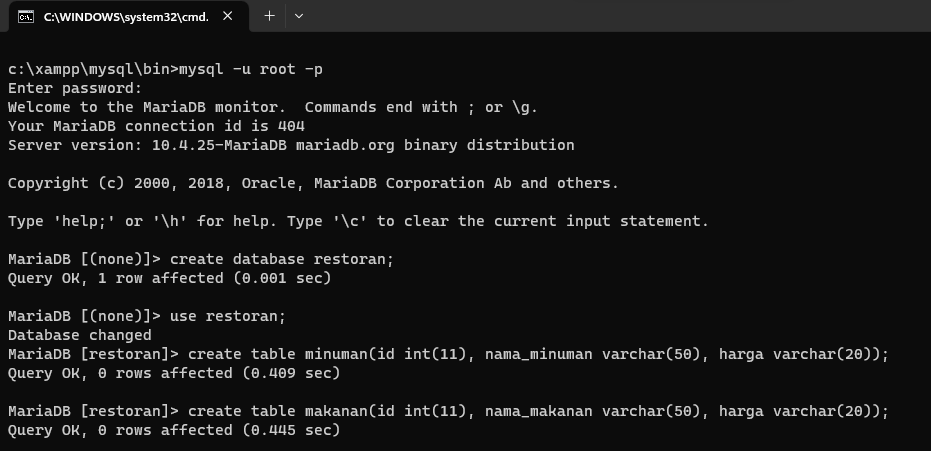 C:\WINDOWS\system32\cmd.
c:\xampp\mysql\bin>mysql -u root -p
Enter password:
Welcome to the MariaDB monitor.  Commands end with ; or \g.
Your MariaDB connection id is 404
Server version: 10.4.25-MariaDB mariadb.org binary distribution
Copyright (c) 2000, 2018, Oracle, MariaDB Corporation Ab and others.
Type 'help;' or '\h' for help. Type '\c' to clear the current input statement.
MariaDB [(none)]> create database restoran;
Query OK, 1 row affected (0.001 sec)
MariaDB [(none)]> use restoran;
Database changed
MariaDB [restoran]> create table minuman(id int(11), nama_minuman varchar(50), harga varchar(20));
Query OK, 0 rows affected (0.409 sec)
MariaDB [restoran]> create table makanan(id int(11), nama_makanan varchar(50), harga varchar(20));
Query OK, 0 rows affected (0.445 sec)